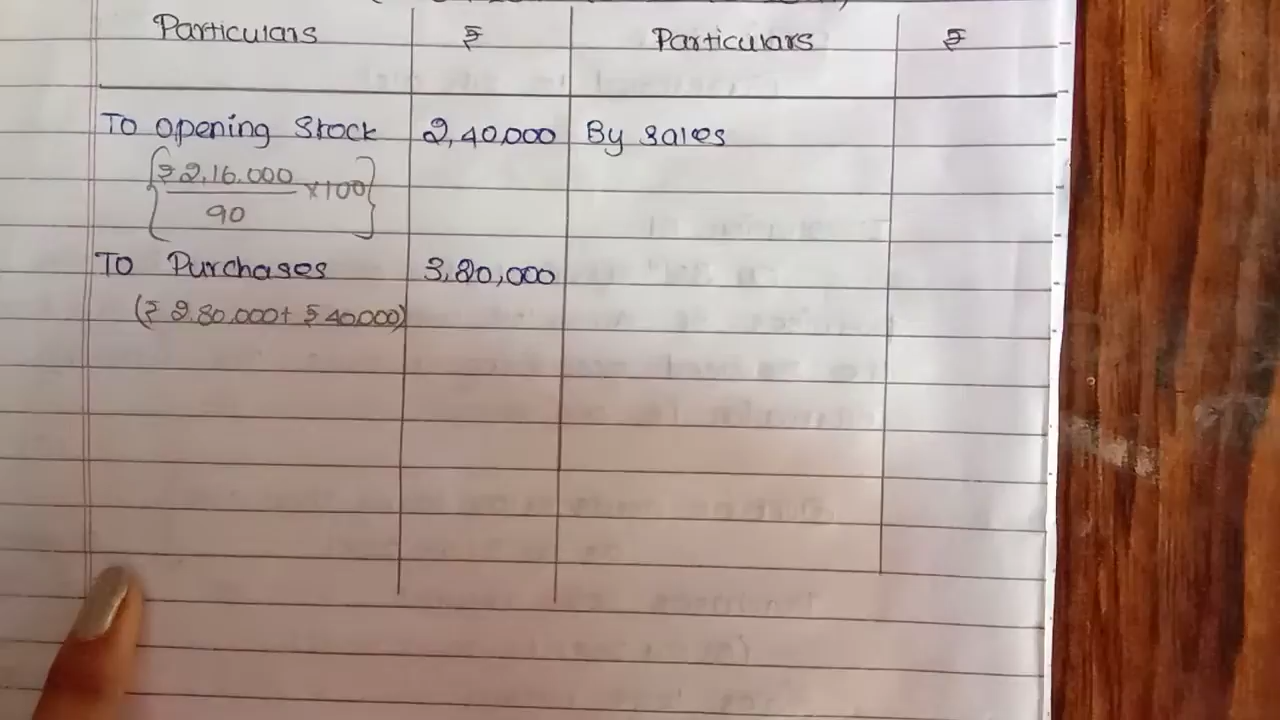 Particulars ₹ Particulars ₹
To Opening Stock 2,40,000 By Sales
{₹ 2,16,000 / 90 ×100}
To Purchases 3,20,000
(₹ 2,80,000+ ₹ 40,000)